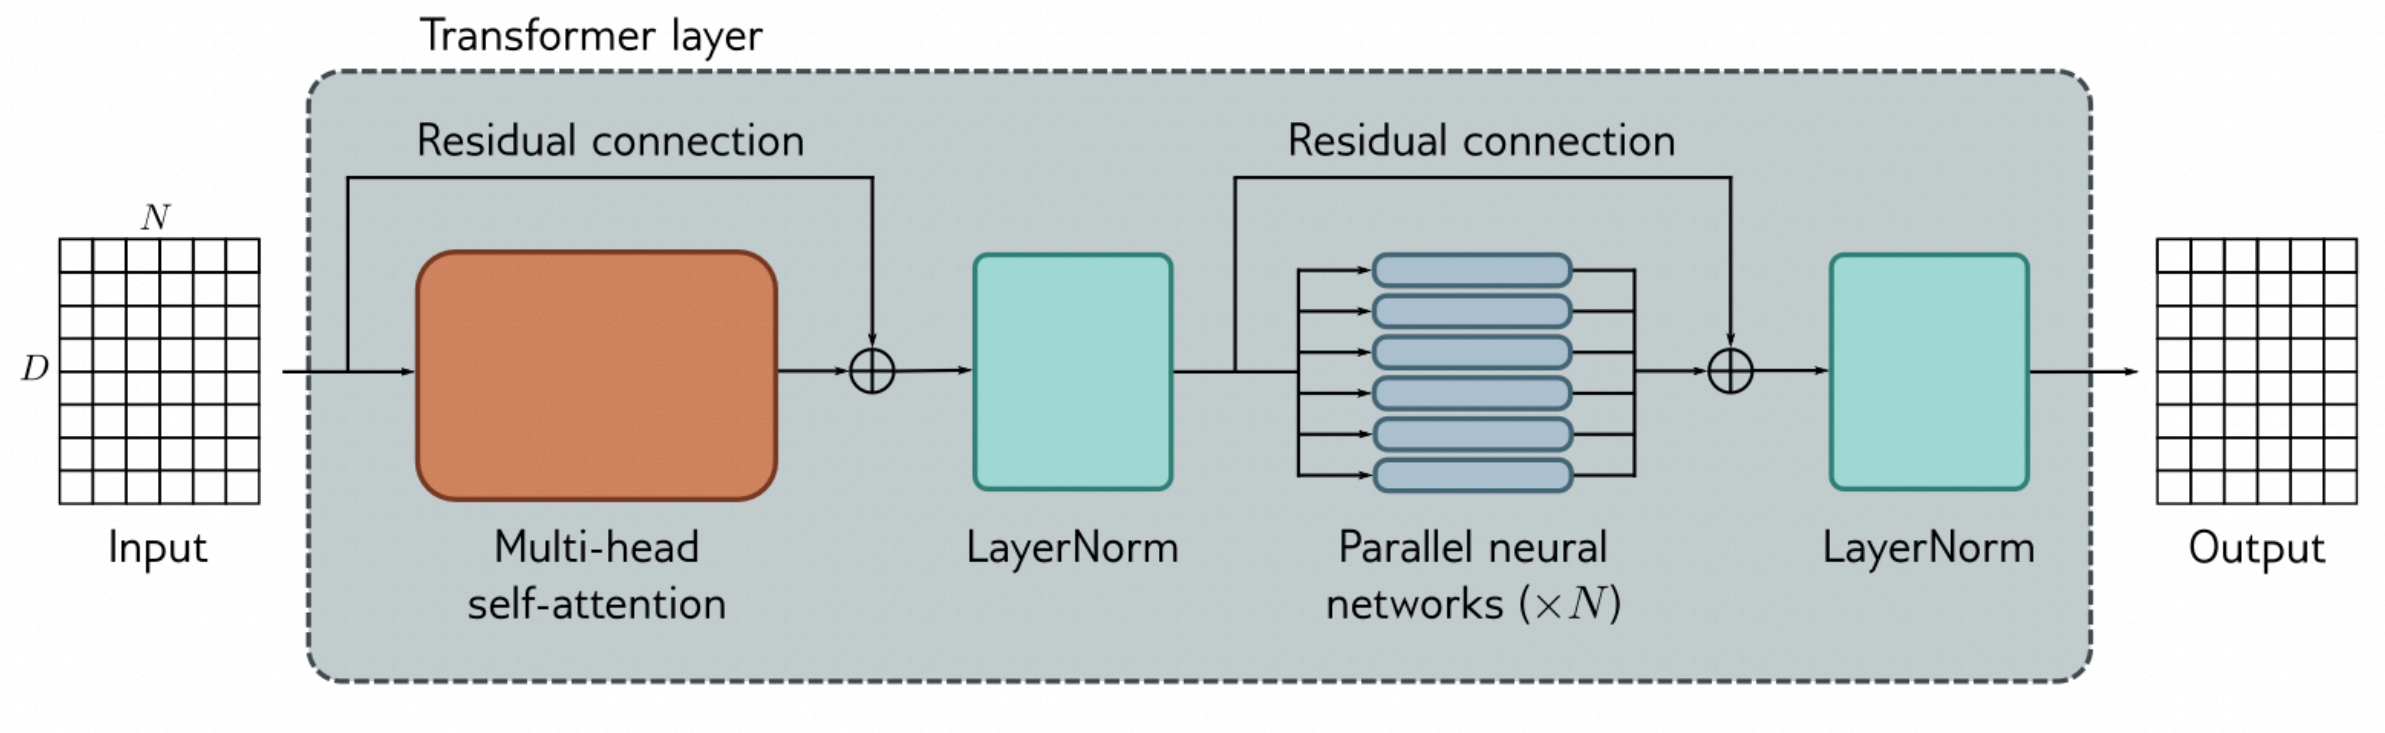 Transformer layer
Residual connection
Residual connection
N
D
Input
Multi-head
self-attention
LayerNorm
Parallel neural
networks (×N)
LayerNorm
Output